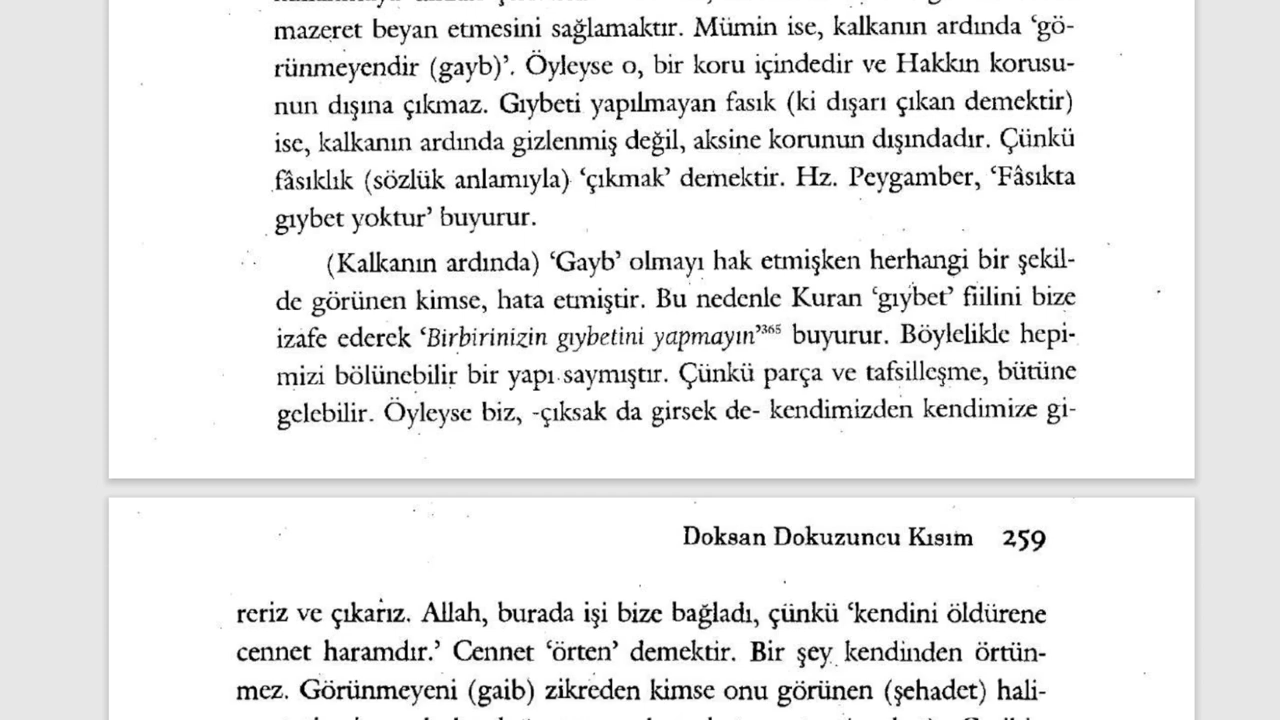 mazeret beyan etmesini sağlamaktır. Mümin ise, kalkanın ardında ‘gö-
rünmeyendir (gayb)’. Öyleyse o, bir koru içindedir ve Hakkın korusu-
nun dışına çıkmaz. Gıybeti yapılmayan fasık (ki dışarı çıkan demektir)
ise, kalkanın ardında gizlenmiş değil, aksine korunun dışındadır. Çünkü
fâsıklık (sözlük anlamıyla) ‘çıkmak’ demektir. Hz. Peygamber, ‘Fâsıkta
gıybet yoktur’ buyurur.
(Kalkanın ardında) ‘Gayb’ olmayı hak etmişken herhangi bir şekil-
de görünen kimse, hata etmiştir. Bu nedenle Kuran ‘gıybet’ fiilini bize
izafe ederek ‘Birbirinizin gıybetini yapmayın’³⁶⁵ buyurur. Böylelikle hepi-
mizi bölünebilir bir yapı saymıştır. Çünkü parça ve tafsilleşme, bütüne
gelebilir. Öyleyse biz, -çıksak da girsek de- kendimizden kendimize gi-
Doksan Dokuzuncu Kısım 259
reriz ve çıkarız. Allah, burada işi bize bağladı, çünkü ‘kendini öldürene
cennet haramdır.’ Cennet ‘örten’ demektir. Bir şey kendinden örtün-
mez. Görünmeyeni (gaib) zikreden kimse onu görünen (şehadet) hali-